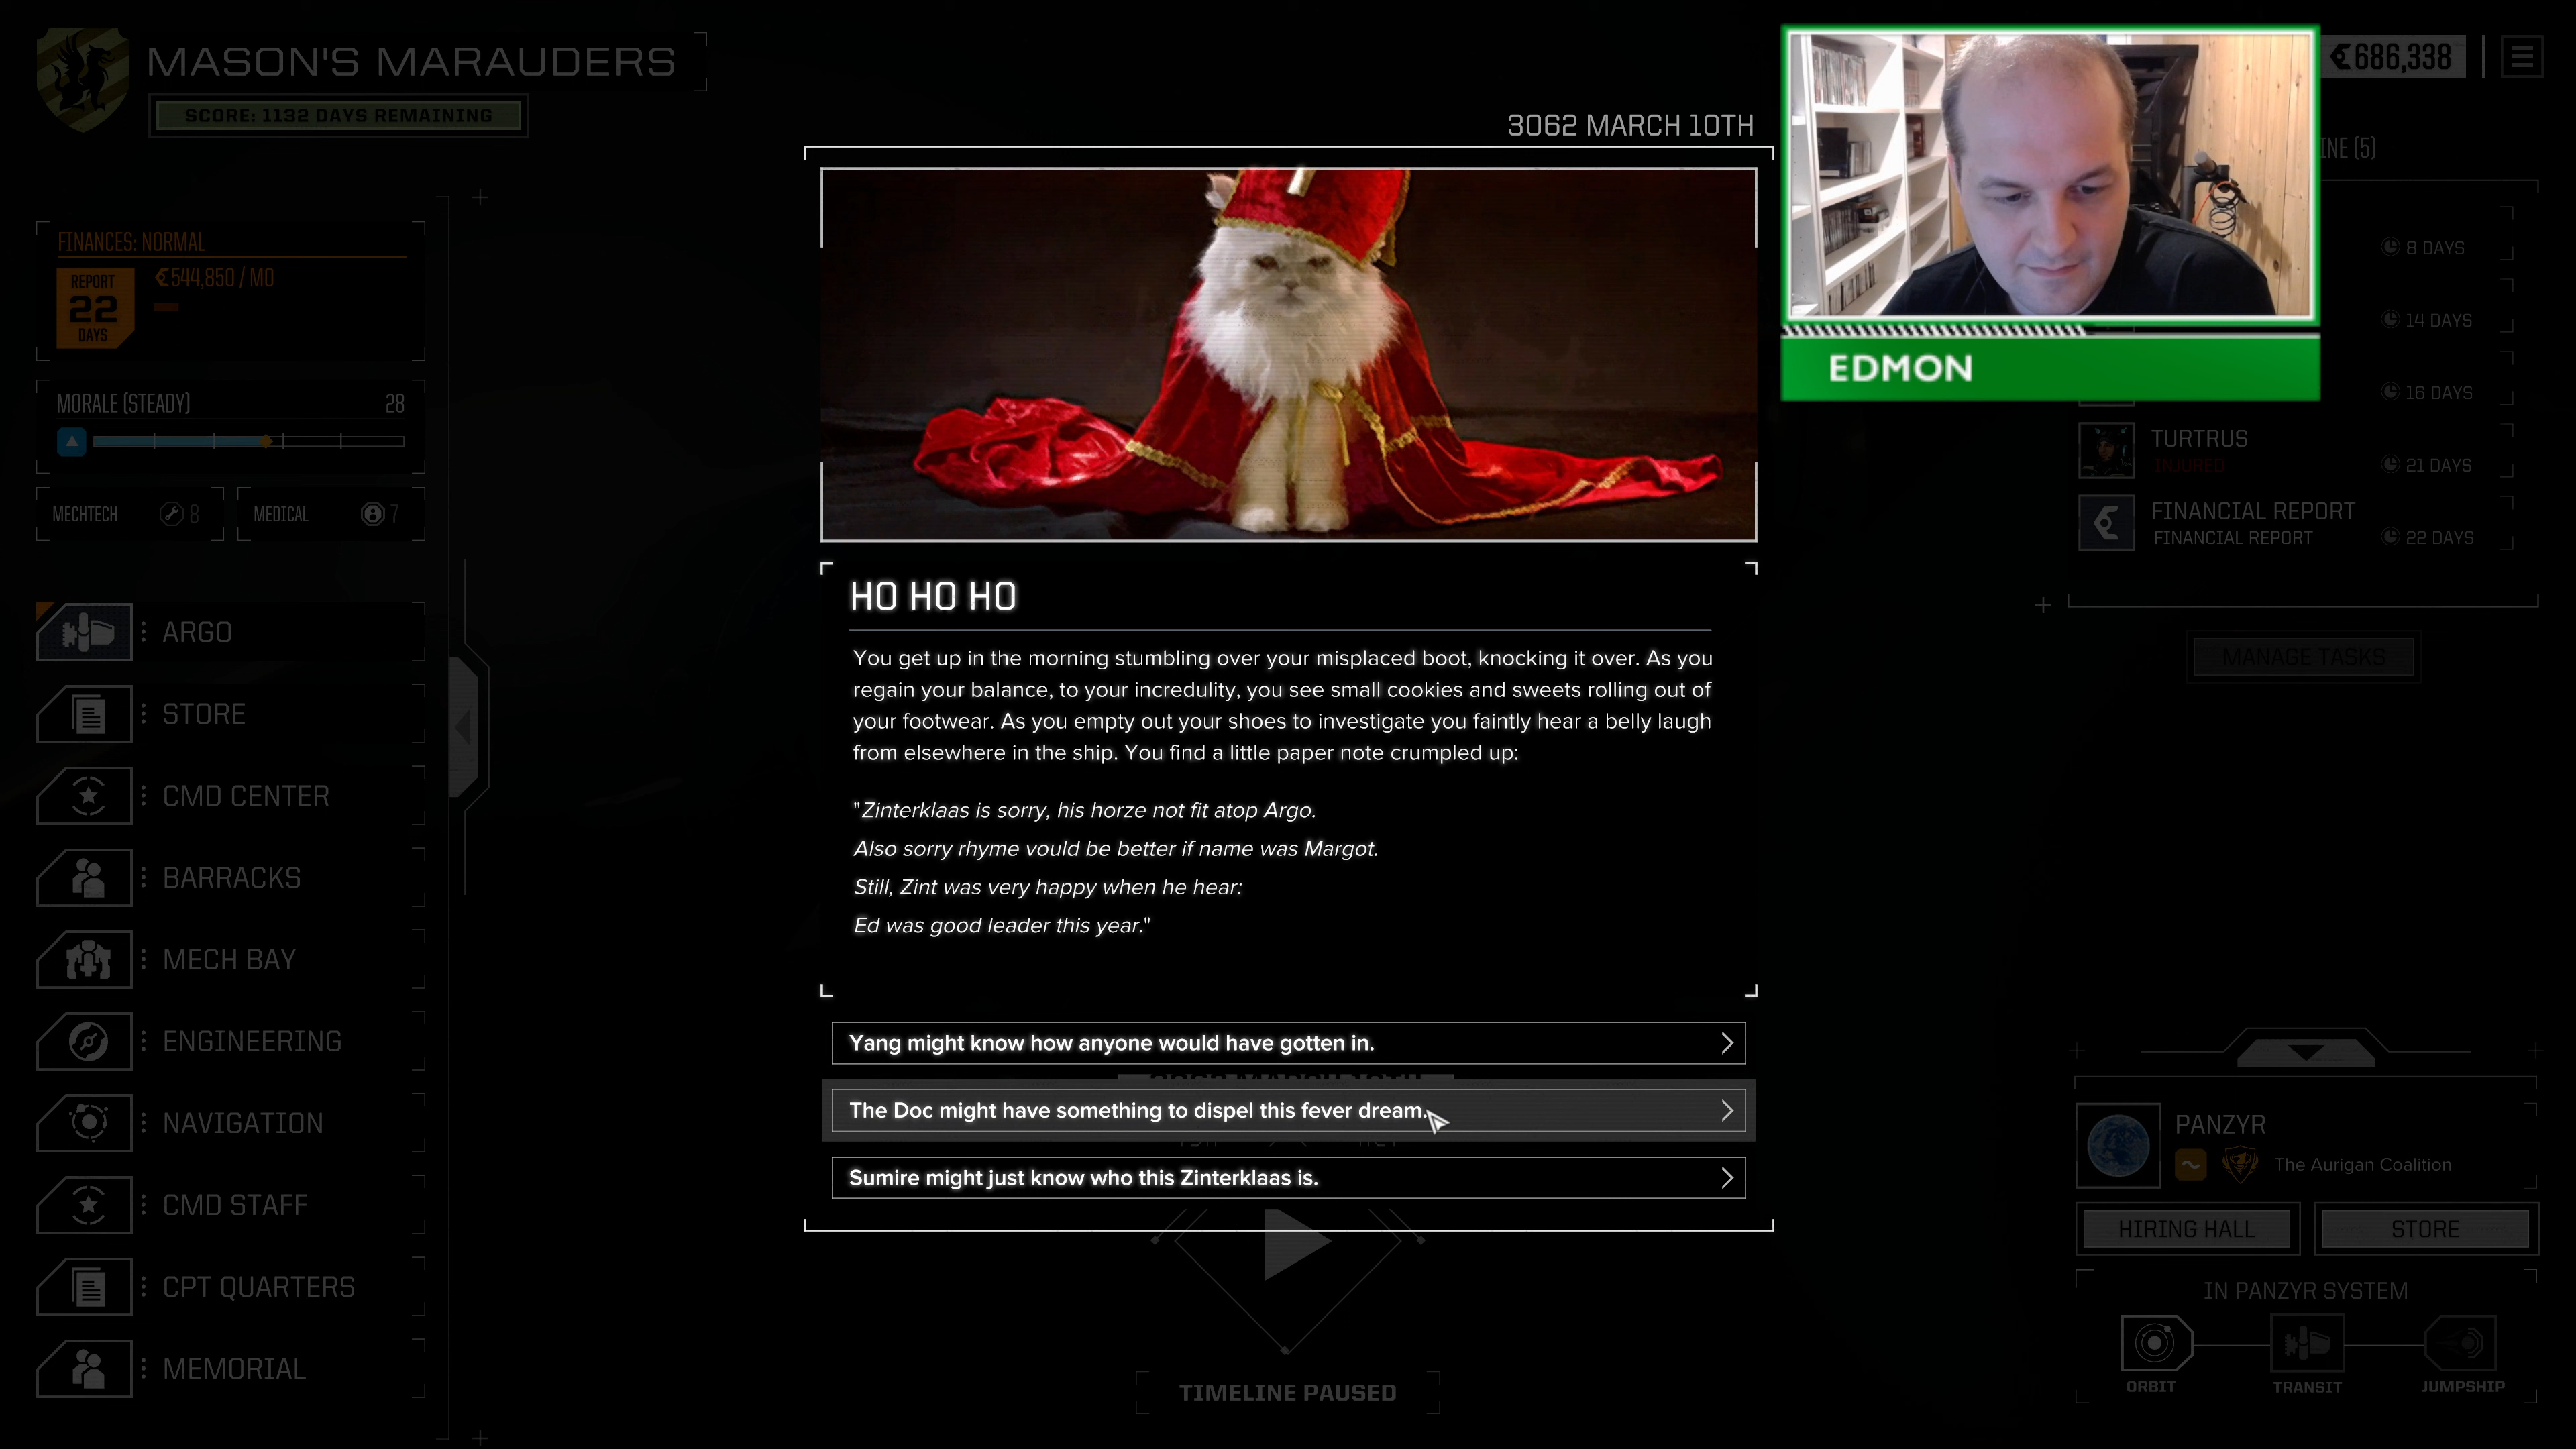 MASON'S MARAUDERS
SCORE: 1132 DAYS REMAINING
686,338
3062 MARCH 10TH
EDMON
FINANCES: NORMAL
REPORT
22
DAYS
544,850 / MO
MORALE (STEADY) 28
MECHTECH 8
MEDICAL 7
ARGO
STORE
CMD CENTER
BARRACKS
MECH BAY
ENGINEERING
NAVIGATION
CMD STAFF
CPT QUARTERS
MEMORIAL
HO HO HO
You get up in the morning stumbling over your misplaced boot, knocking it over. As you
regain your balance, to your incredulity, you see small cookies and sweets rolling out of
your footwear. As you empty out your shoes to investigate you faintly hear a belly laugh
from elsewhere in the ship. You find a little paper note crumpled up:
"Zinterklaas is sorry, his horze not fit atop Argo.
Also sorry rhyme vould be better if name was Margot.
Still, Zint was very happy when he hear:
Ed was good leader this year."
Yang might know how anyone would have gotten in.
The Doc might have something to dispel this fever dream.
Sumire might just know who this Zinterklaas is.
TIMELINE PAUSED
INE (5)
8 DAYS
14 DAYS
16 DAYS
TURTRUS
INJURED
21 DAYS
FINANCIAL REPORT
FINANCIAL REPORT
22 DAYS
MANAGE TASKS
PANZYR
The Aurigan Coalition
HIRING HALL
STORE
IN PANZYR SYSTEM
ORBIT
TRANSIT
JUMPSHIP